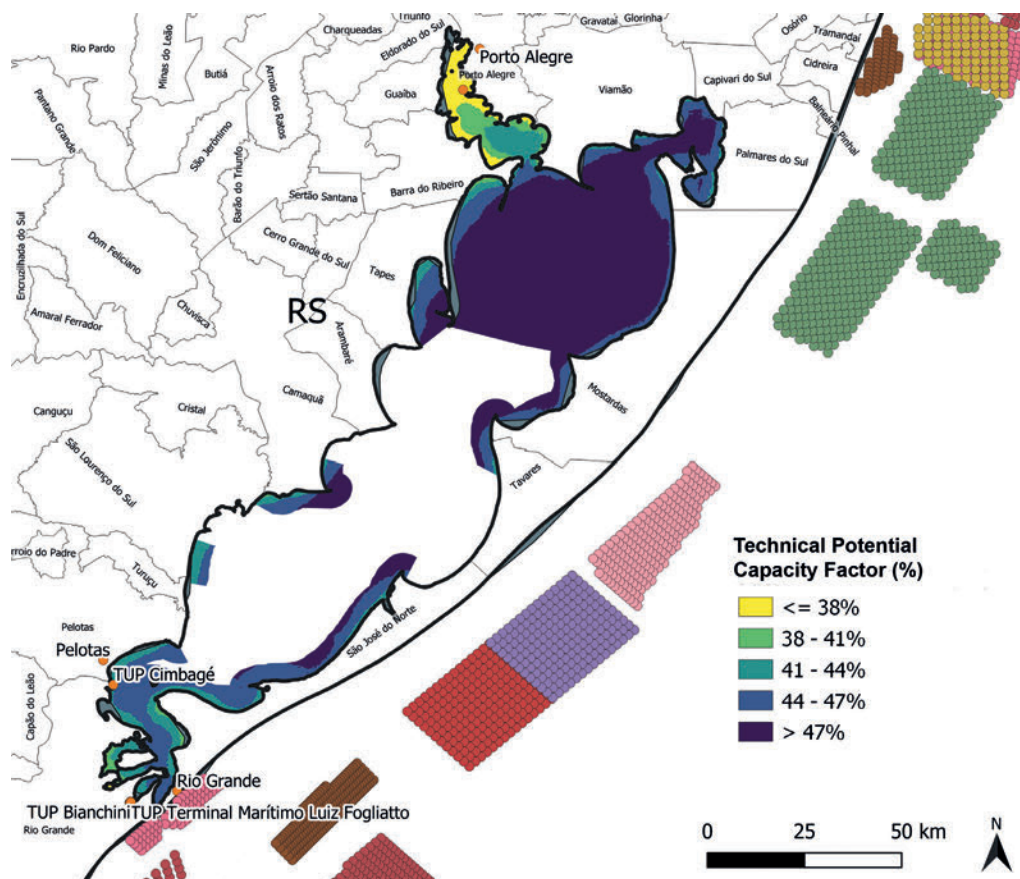 Triunfo
Gravataí
Glorinha
Osório
Tramandaí
Charqueadas
Eldorado do Sul
Rio Pardo
Minas do Leão
Butiá
Arroio dos Ratos
Porto Alegre
Porto Alegre
Guaíba
Viamão
Capivari do Sul
Cidreira
Balneário Pinhal
Pantano Grande
São Jerônimo
Barão do Triunfo
Sertão Santana
Barra do Ribeiro
Palmares do Sul
Encruzilhada do Sul
Dom Feliciano
Cerro Grande do Sul
Tapes
Chuvisca
Amaral Ferrador
RS
Arambaré
Camaquã
Cristal
Canguçu
Mostardas
São Lourenço do Sul
Tavares
rroio do Padre
Turuçu
São José do Norte
Pelotas
Pelotas
TUP Cimbagé
Capão do Leão
Rio Grande
TUP Bianchini
TUP Terminal Marítimo Luiz Fogliatto
Rio Grande
Technical Potential
Capacity Factor (%)
<= 38%
38 - 41%
41 - 44%
44 - 47%
> 47%
0 25 50 km
N